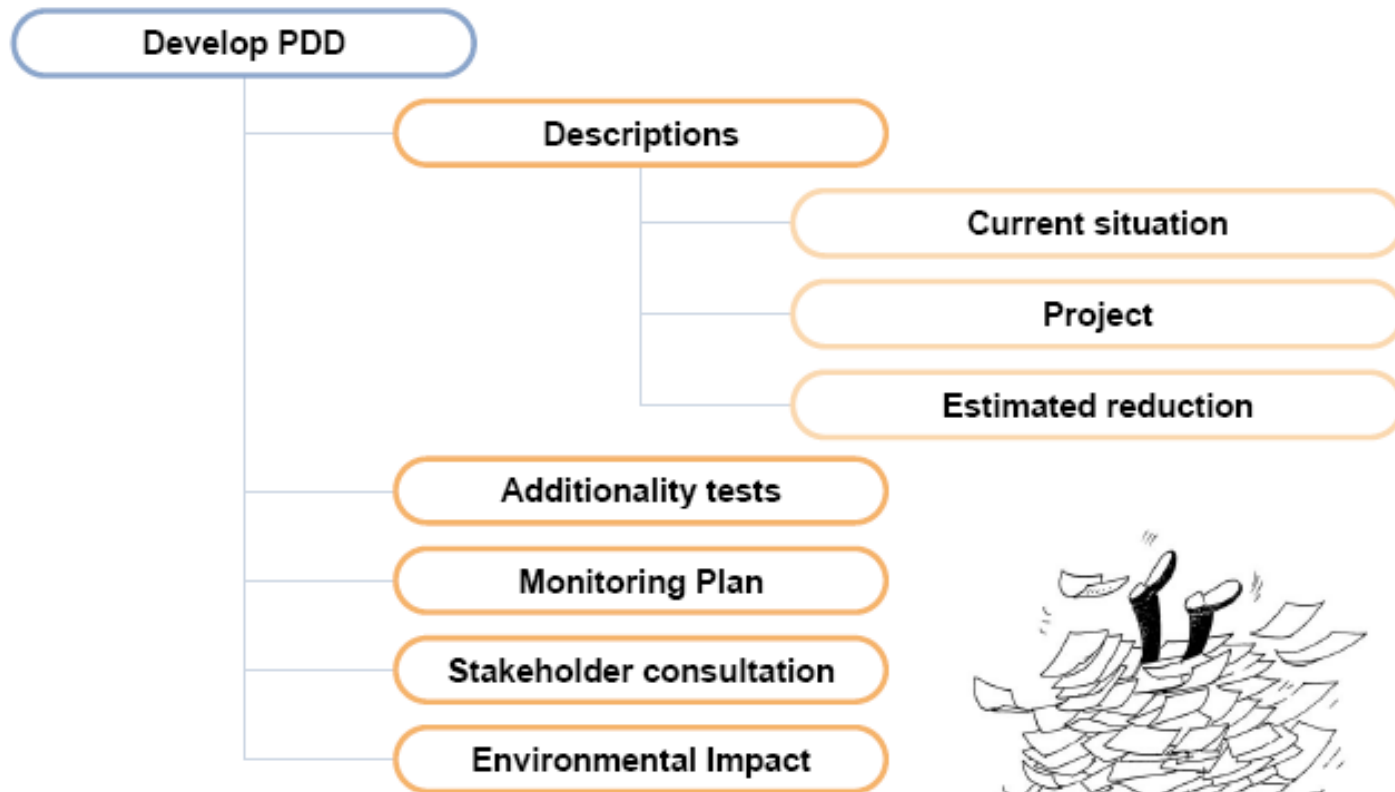 Develop PDD
Descriptions
Current situation
Project
Estimated reduction
Additionality tests
Monitoring Plan
Stakeholder consultation
Environmental Impact